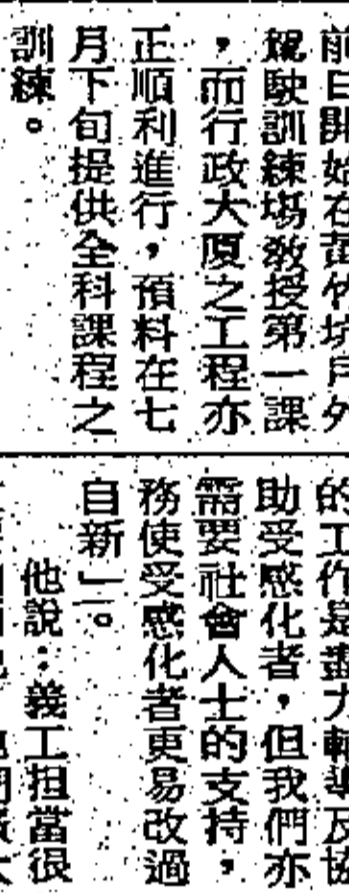 前日開始在黃竹坑戶外
駕駛訓練塲敎授第一課
，而行政大厦之工程亦
正順利進行，預料在七
月下旬提供全科課程之
訓練。
的工作是盡力輔導及協
助受感化者，但我們亦
需要社會人士的支持，
務使受感化者更易改過
自新」。
他說：義工担當很